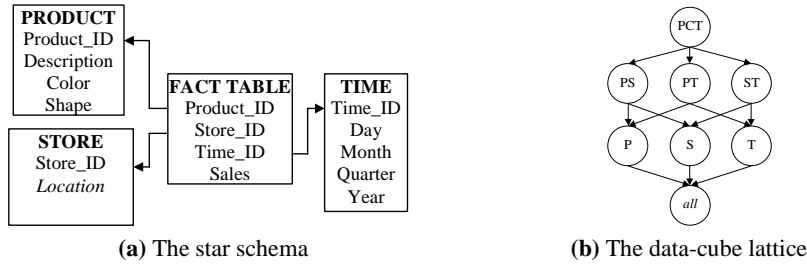 PRODUCT
Product_ID
Description
Color
Shape
STORE
Store_ID
Location
FACT TABLE
Product_ID
Store_ID
Time_ID
Sales
TIME
Time_ID
Day
Month
Quarter
Year
(a) The star schema
PCT
PS PT ST
P S T
all
(b) The data-cube lattice